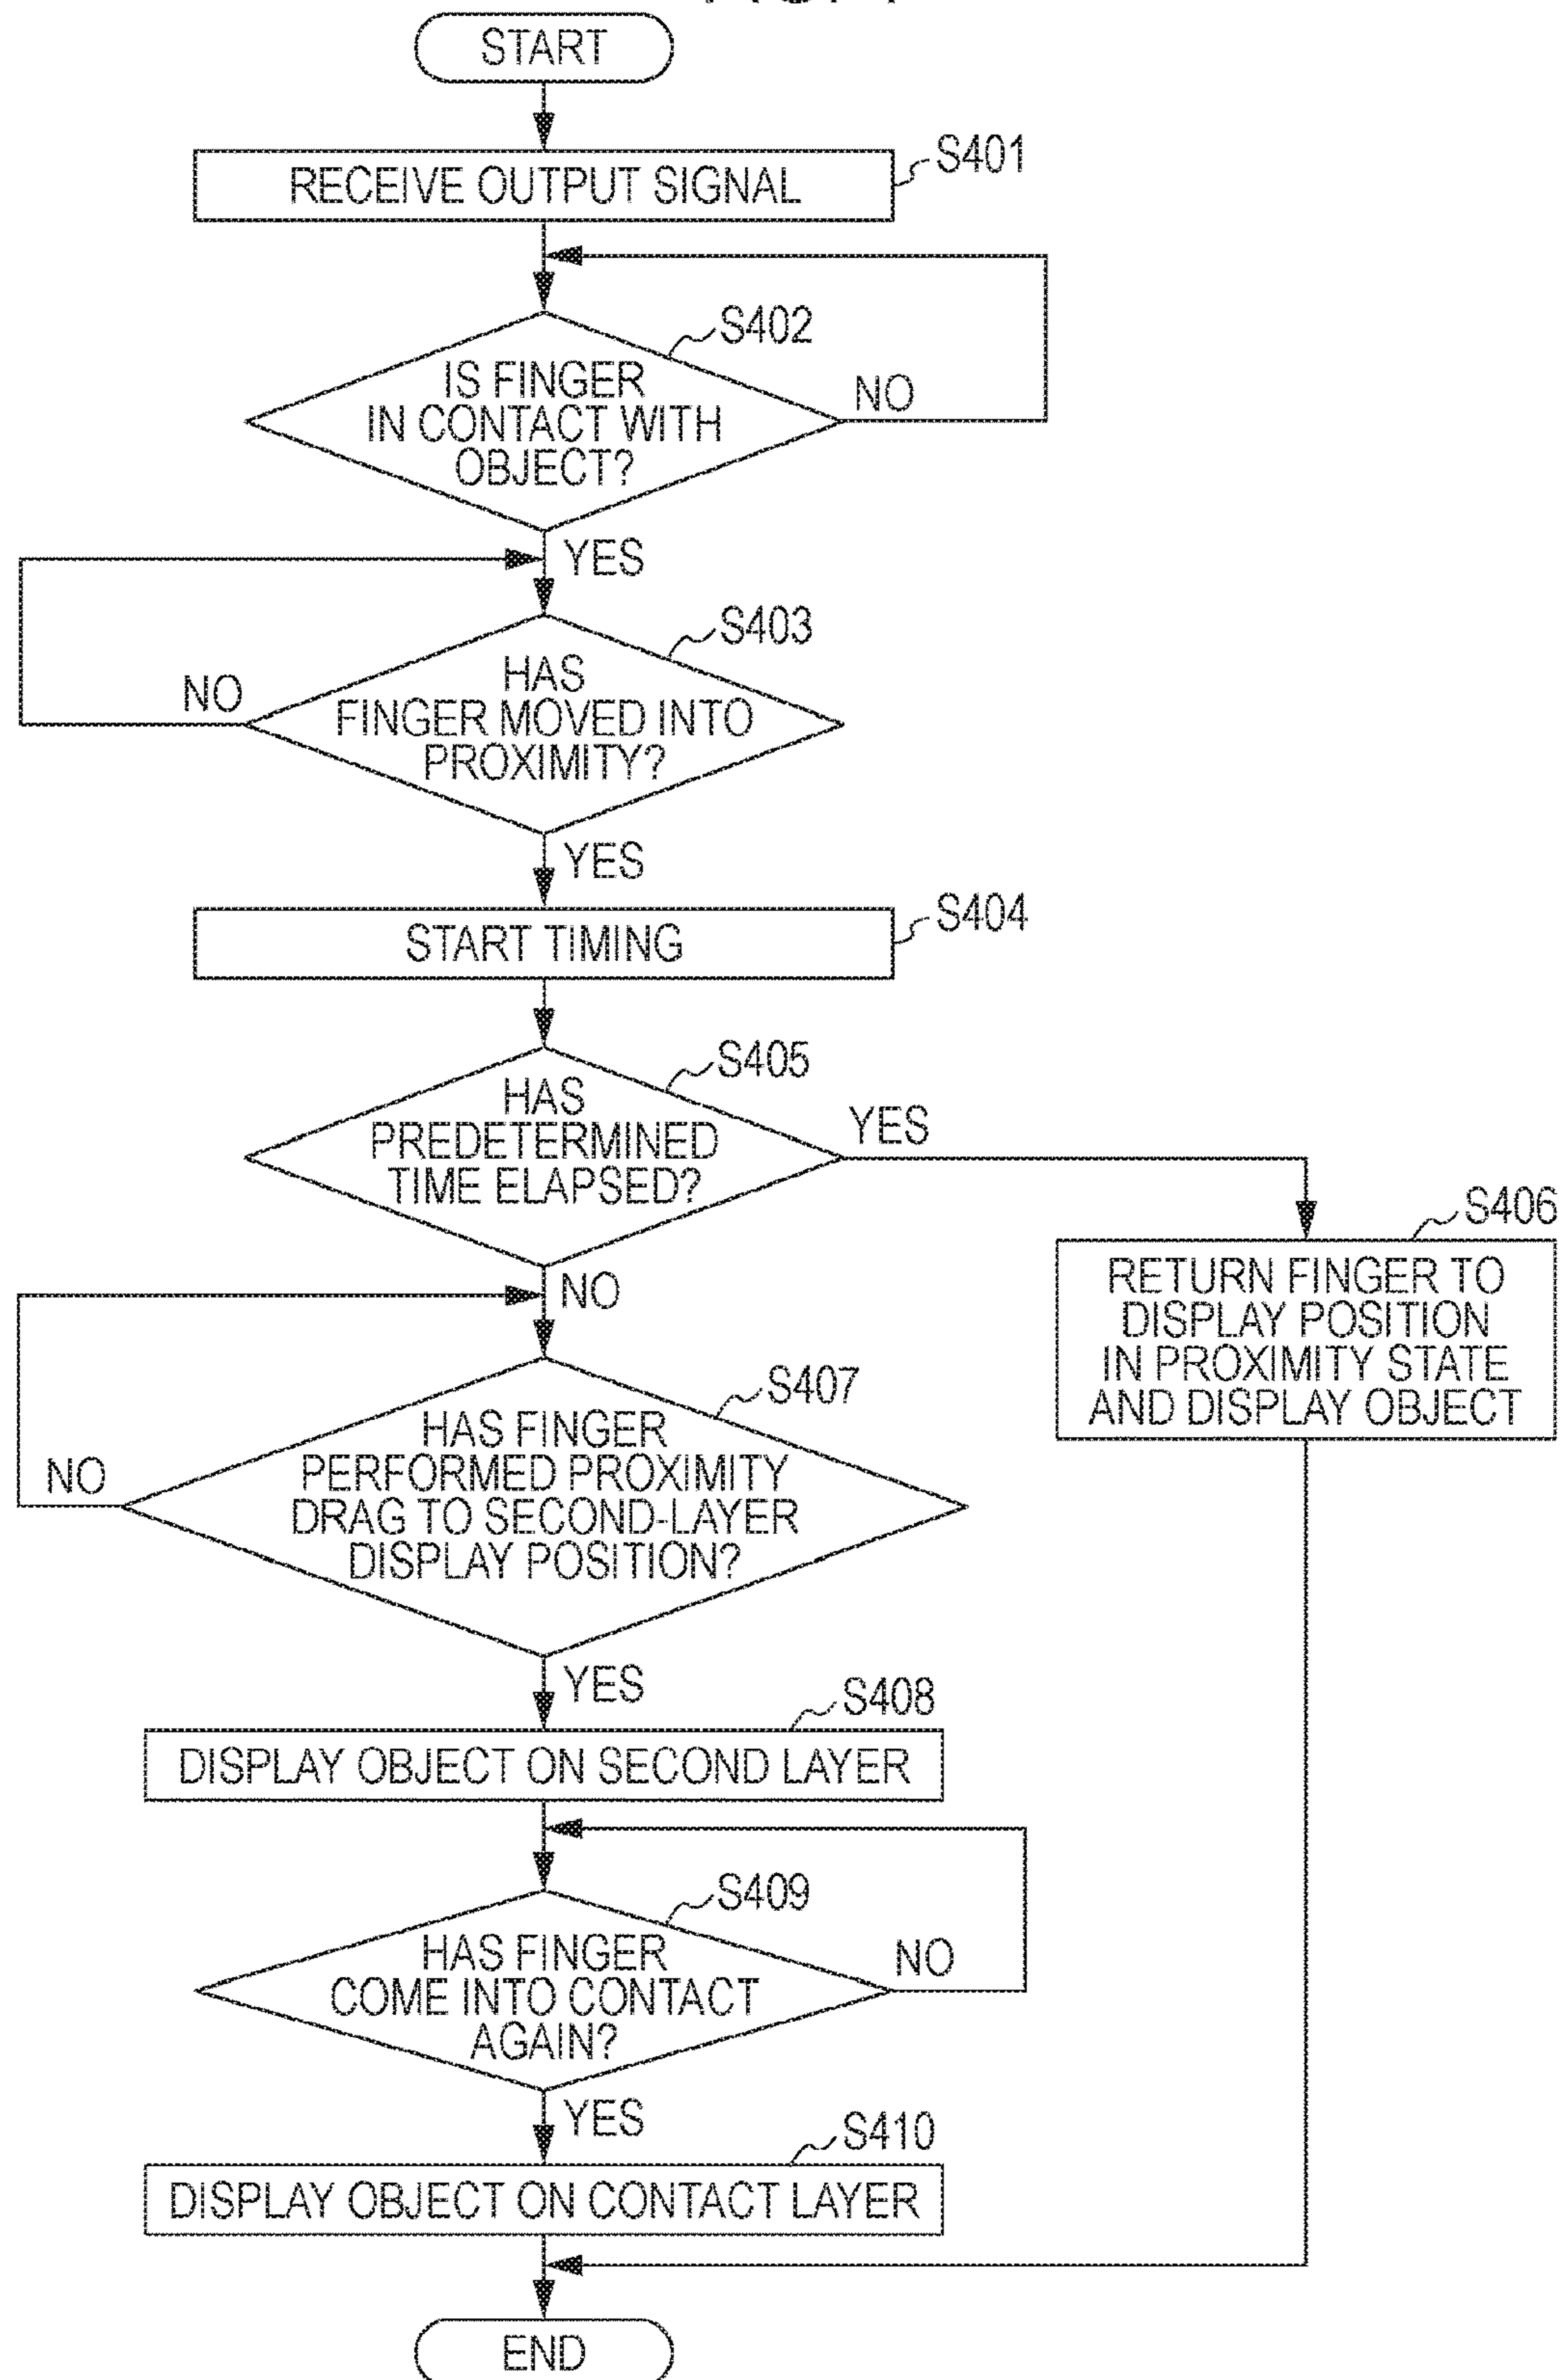 START
RECEIVE OUTPUT SIGNAL
S401
S402
IS FINGER
IN CONTACT WITH
OBJECT?
NO
YES
S403
HAS
FINGER MOVED INTO
PROXIMITY?
NO
YES
START TIMING
S404
S405
HAS
PREDETERMINED
TIME ELAPSED?
YES
S406
RETURN FINGER TO
DISPLAY POSITION
IN PROXIMITY STATE
AND DISPLAY OBJECT
NO
S407
HAS FINGER
PERFORMED PROXIMITY
DRAG TO SECOND-LAYER
DISPLAY POSITION?
NO
YES
S408
DISPLAY OBJECT ON SECOND LAYER
S409
HAS FINGER
COME INTO CONTACT
AGAIN?
NO
YES
S410
DISPLAY OBJECT ON CONTACT LAYER
END